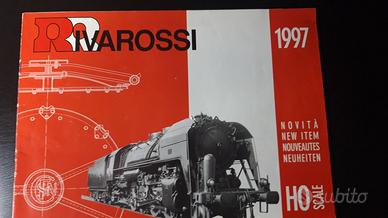 RIVAROSSI
1997
NOVITÀ
NEW ITEM
NOUVEAUTES
NEUHEITEN
HO
SCALE
subito